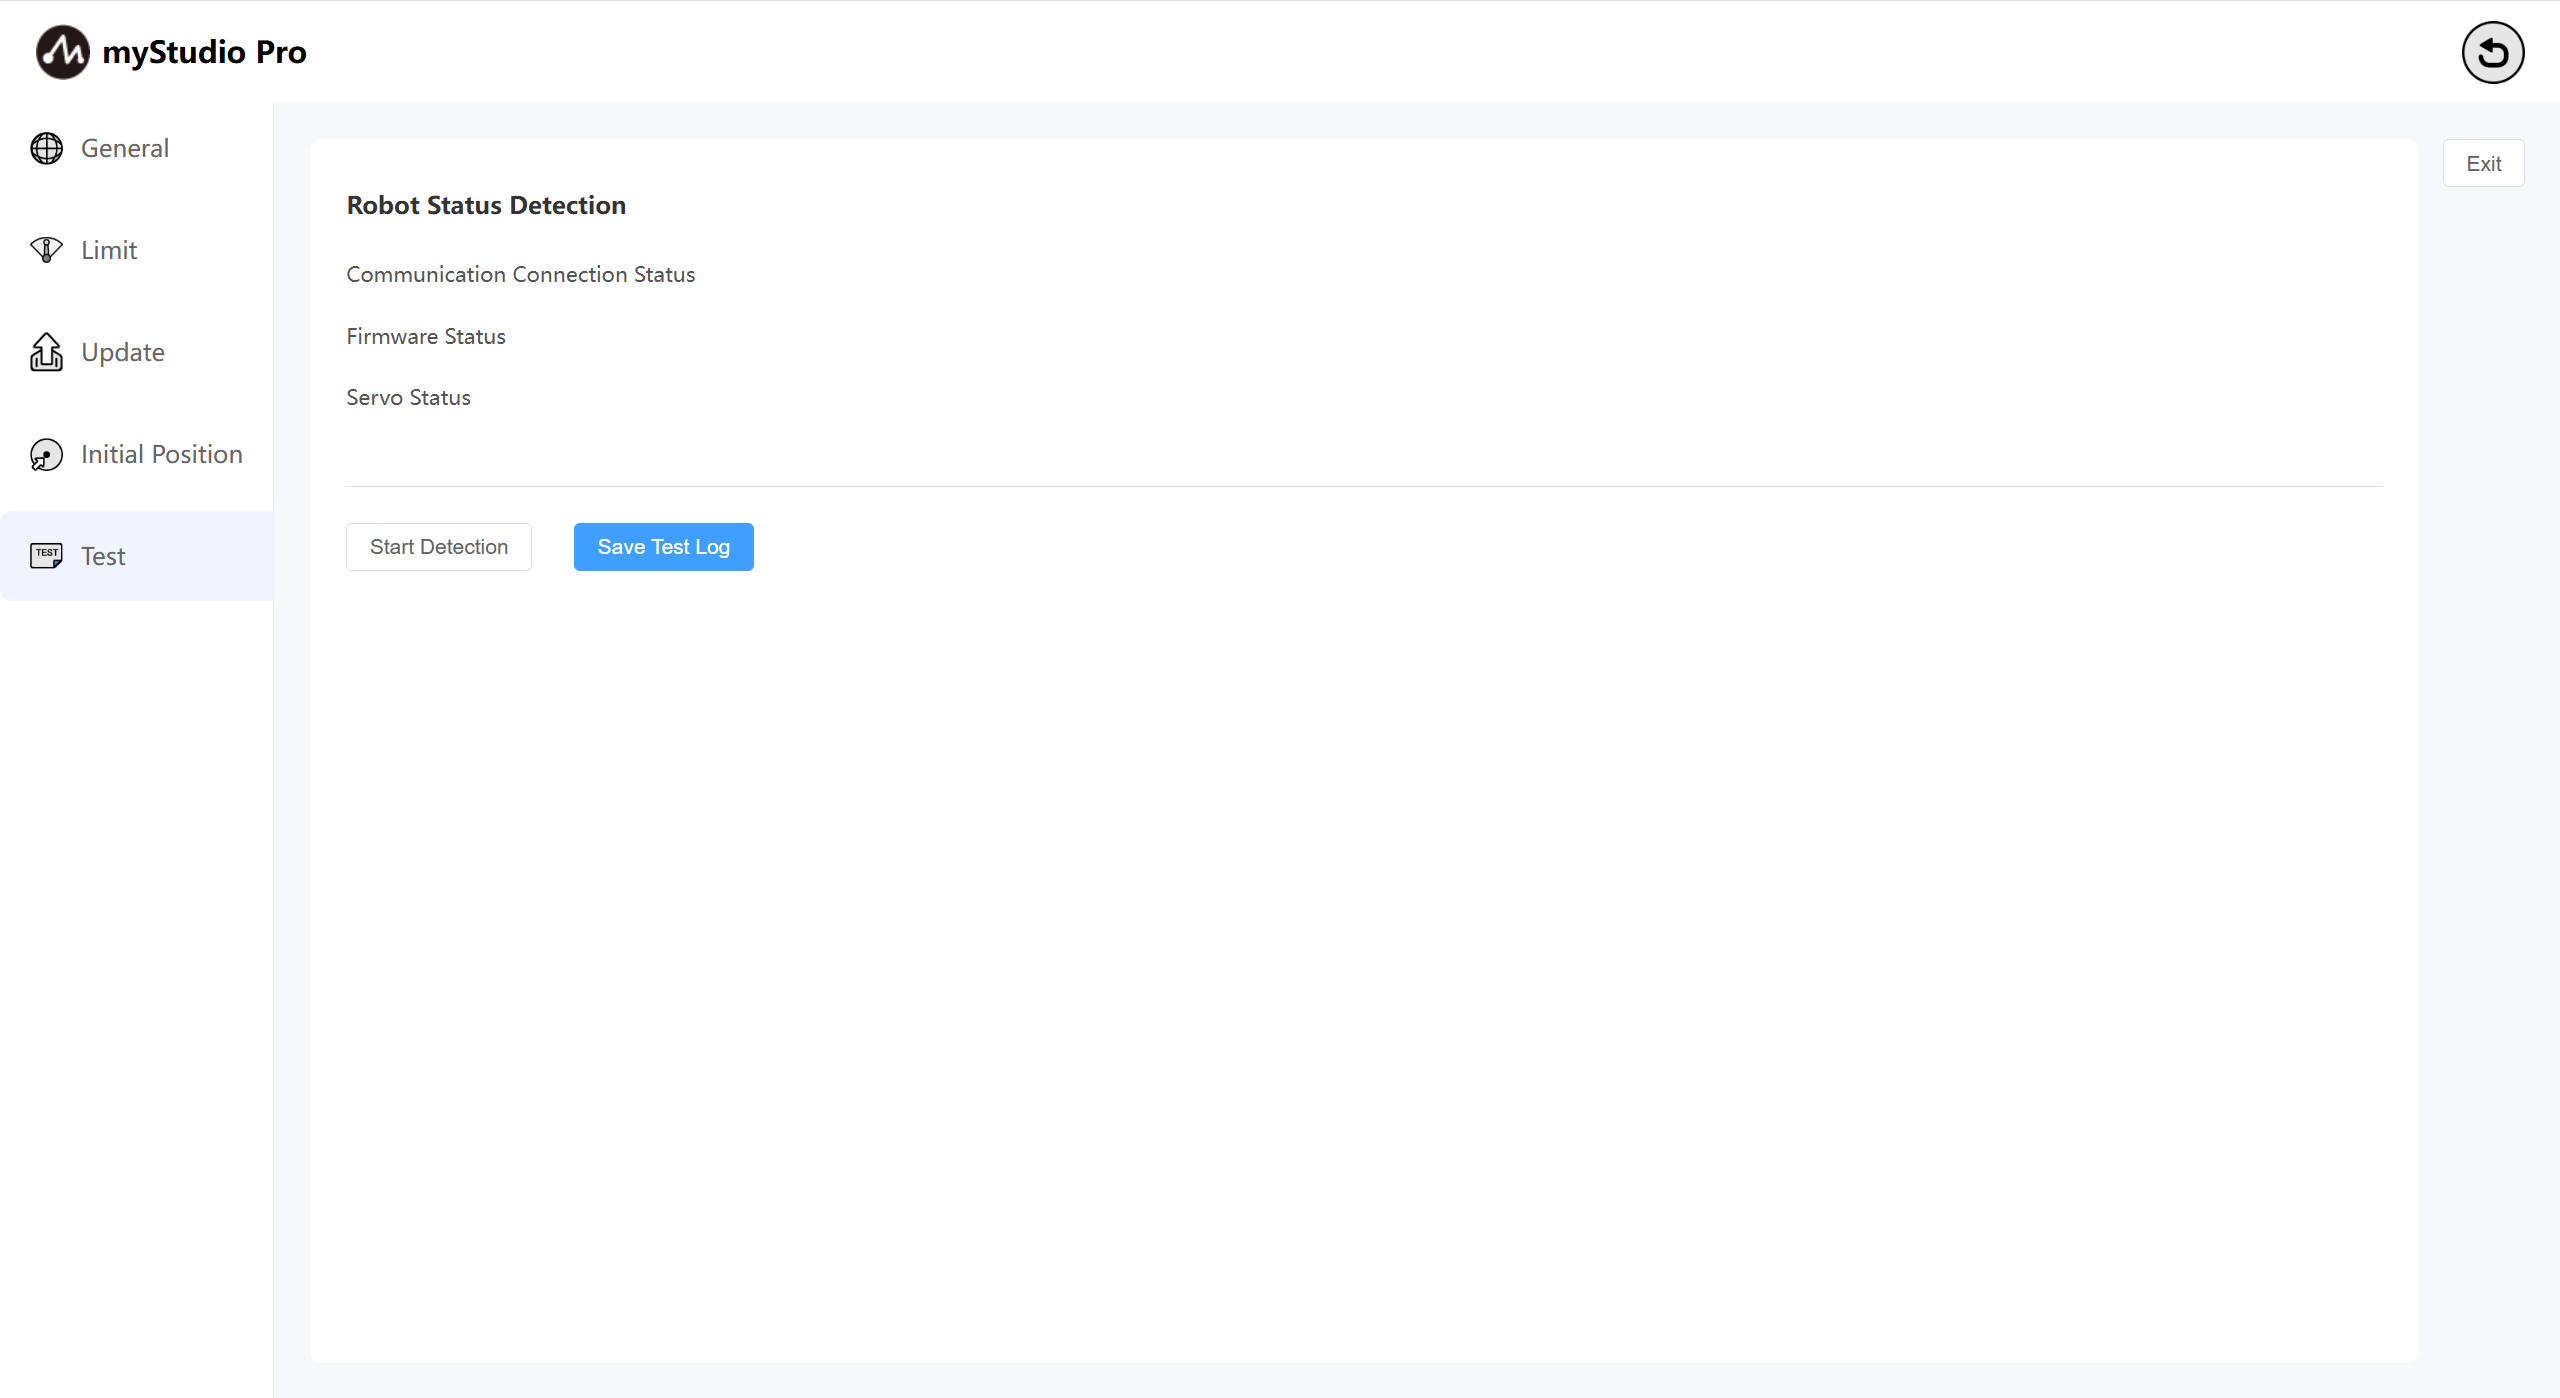 myStudio Pro
General
Limit
Update
Initial Position
TEST
Test
Exit
Robot Status Detection
Communication Connection Status
Firmware Status
Servo Status
Start Detection
Save Test Log